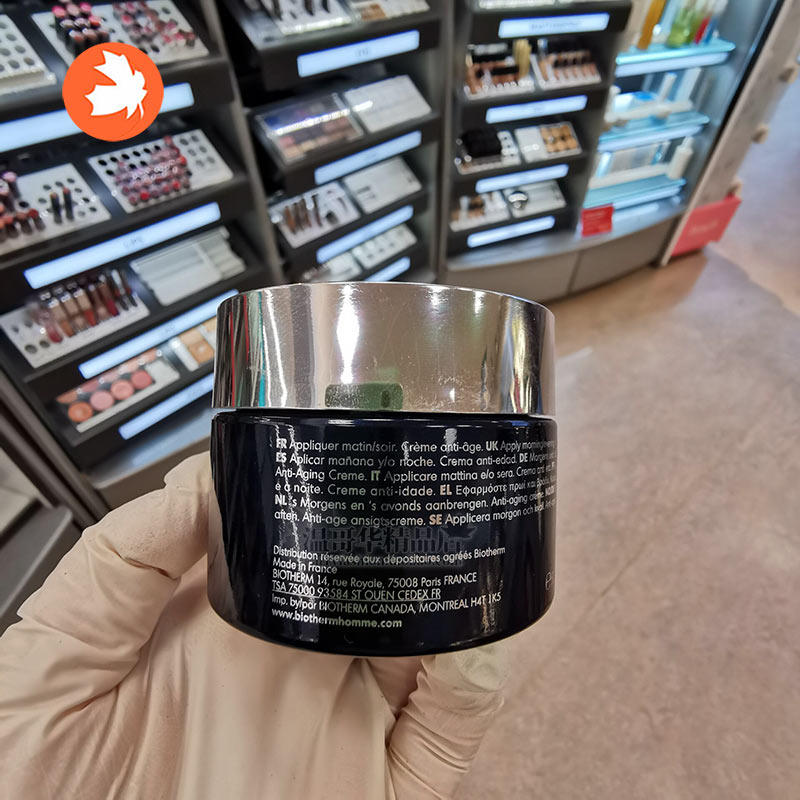 FR Appliquer matin/soir. Crème anti-âge. UK Apply morning/evening
ES Aplicar mañana y/o noche. Crema anti-edad. DE Morgens
Anti-Aging Creme. IT Applicare mattina e/o sera. Crema anti
e à noite. Creme anti-idade. EL Εφαρμόστε πρωί και βράδυ.
NL 's Morgens en 's avonds aanbrengen. Anti-aging crème.
aften. Anti-age ansigtscreme. SE Applicera morgon och
Distribution réservée aux dépositaires agréés Biotherm
Made in France
BIOTHERM 14, rue Royale, 75008 Paris FRANCE
TSA 75000 93584 ST OUEN CEDEX FR
Imp. by/par BIOTHERM CANADA, MONTREAL H4T 1K5
www.biothermhomme.com